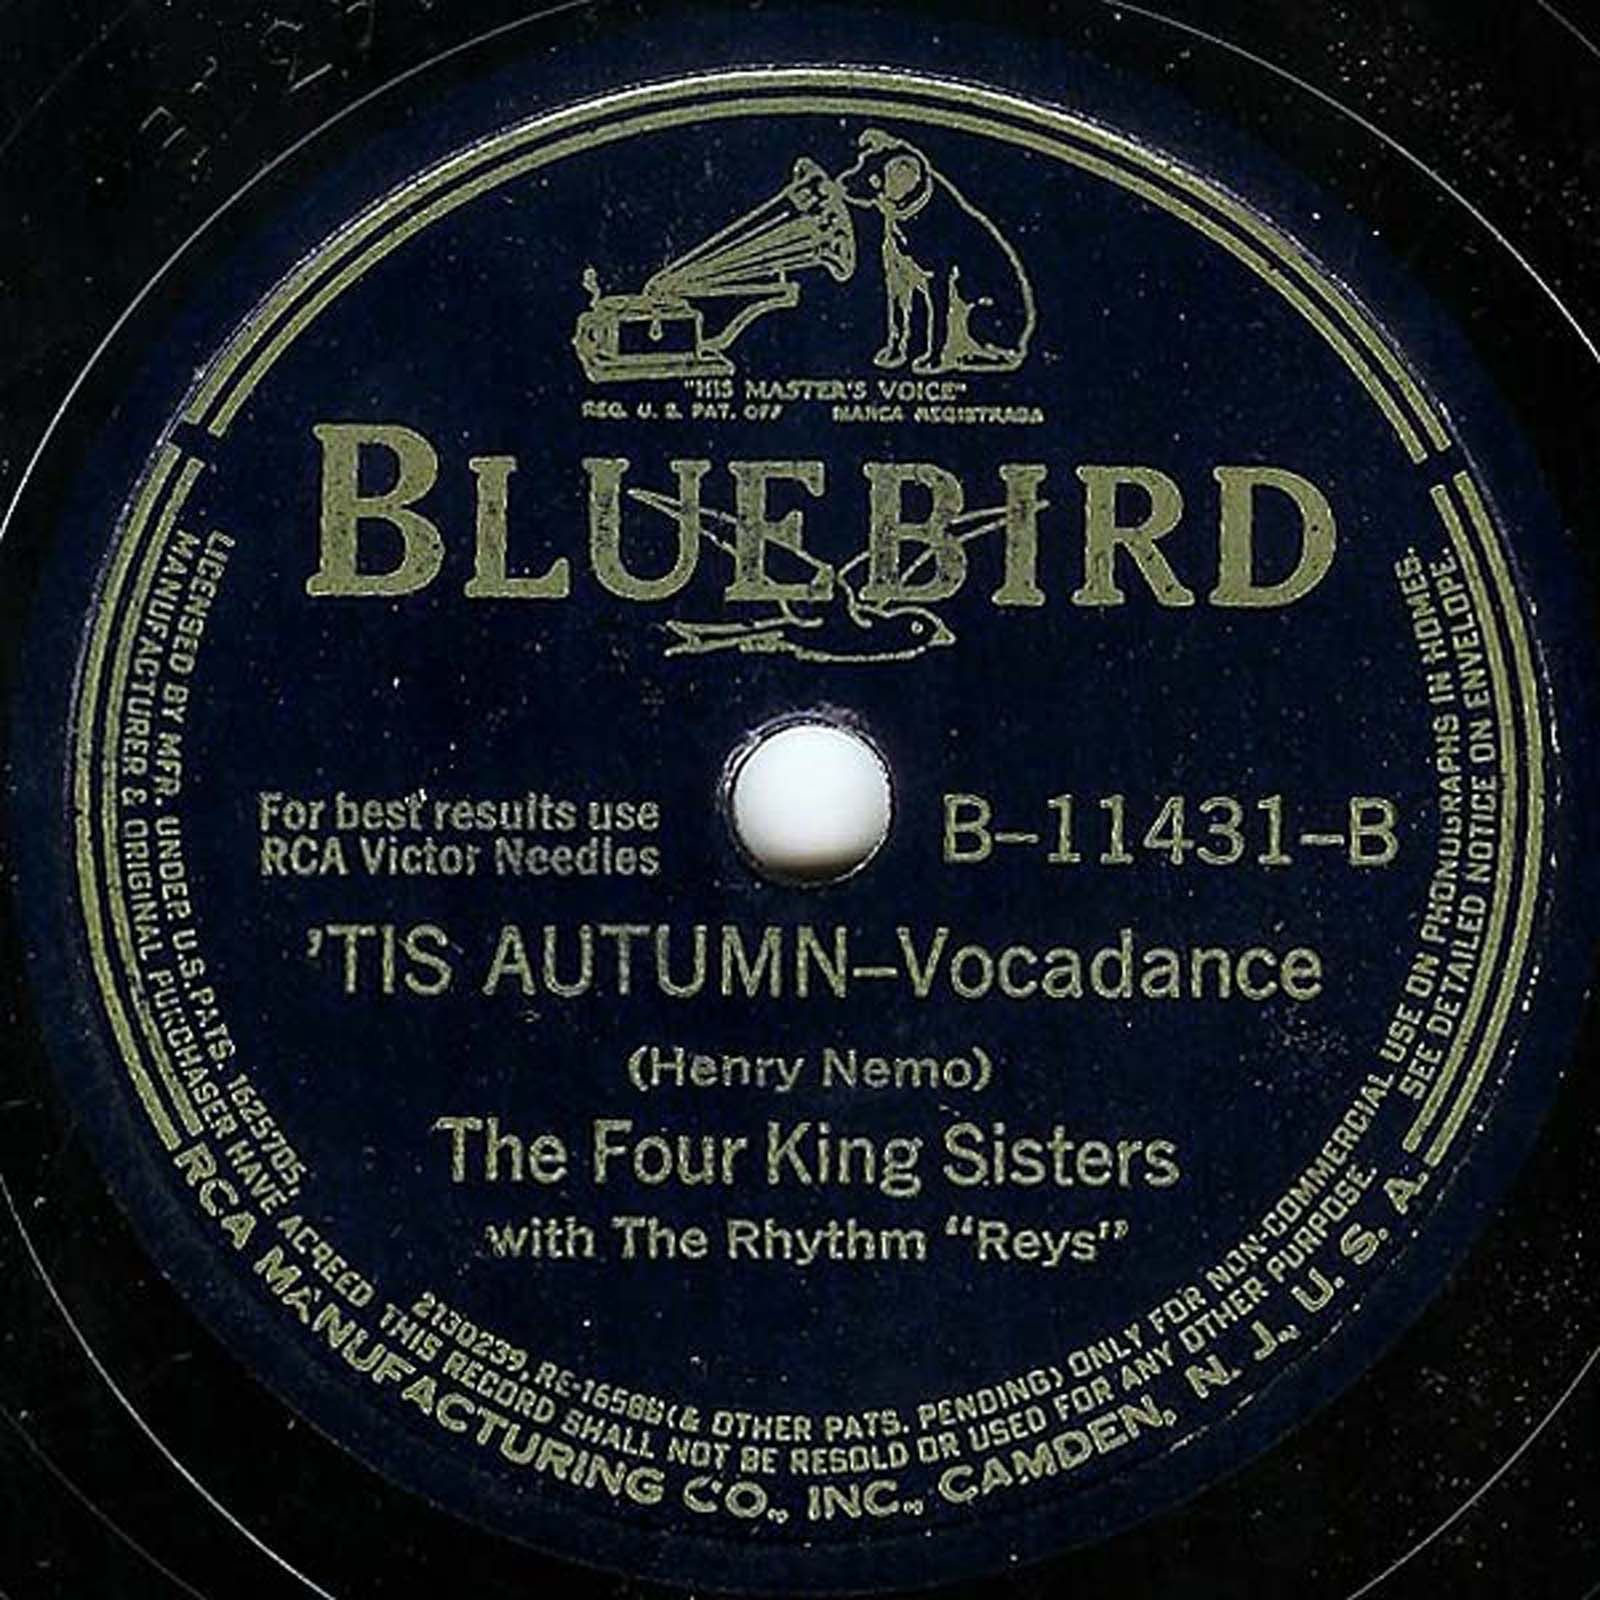 "HIS MASTER'S VOICE"
REG. U. S. PAT. OFF MARCA REGISTRADA
BLUEBIRD
For best results use
RCA Victor Needles
B-11431-B
'TIS AUTUMN-Vocadance
(Henry Nemo)
The Four King Sisters
with The Rhythm "Reys"
LICENSED BY MFR. UNDER U.S.PATS. 1625705, 2130239, RE-16588 (& OTHER PATS. PENDING) ONLY FOR NON-COMMERCIAL USE ON PHONOGRAPHS IN HOMES.
MANUFACTURER & ORIGINAL PURCHASER HAVE AGREED THIS RECORD SHALL NOT BE RESOLD OR USED FOR ANY OTHER PURPOSE. SEE DETAILED NOTICE ON ENVELOPE.
RCA MANUFACTURING CO., INC., CAMDEN, N. J., U. S. A.